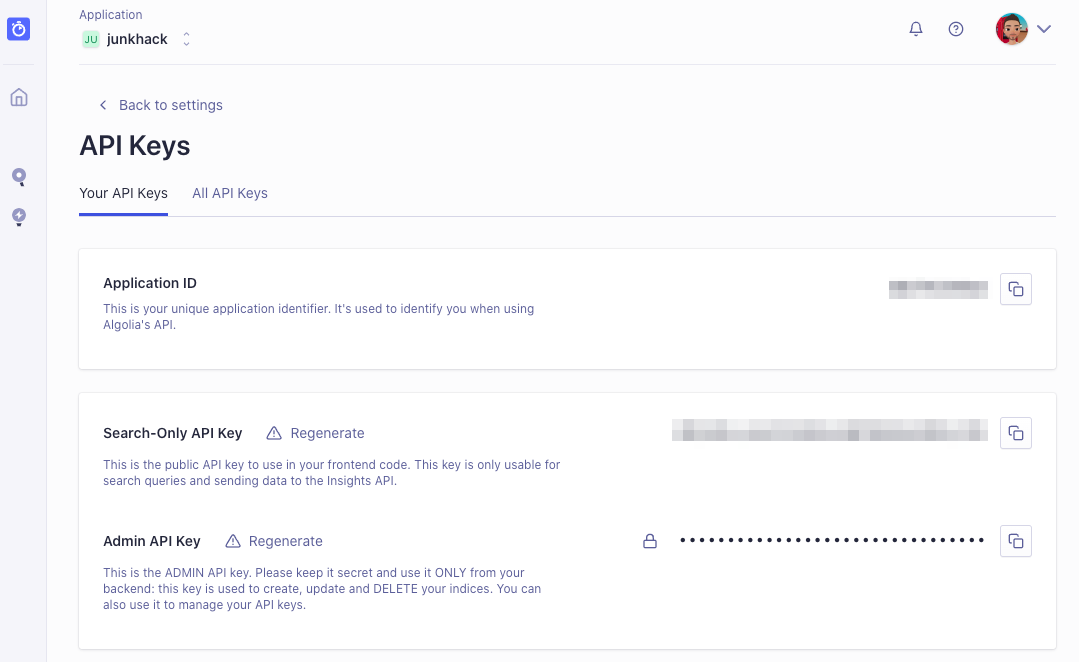 Application
JU junkhack
Back to settings
API Keys
Your API Keys All API Keys
Application ID
This is your unique application identifier. It's used to identify you when using
Algolia's API.
Search-Only API Key Regenerate
This is the public API key to use in your frontend code. This key is only usable for
search queries and sending data to the Insights API.
Admin API Key Regenerate
This is the ADMIN API key. Please keep it secret and use it ONLY from your
backend: this key is used to create, update and DELETE your indices. You can
also use it to manage your API keys.